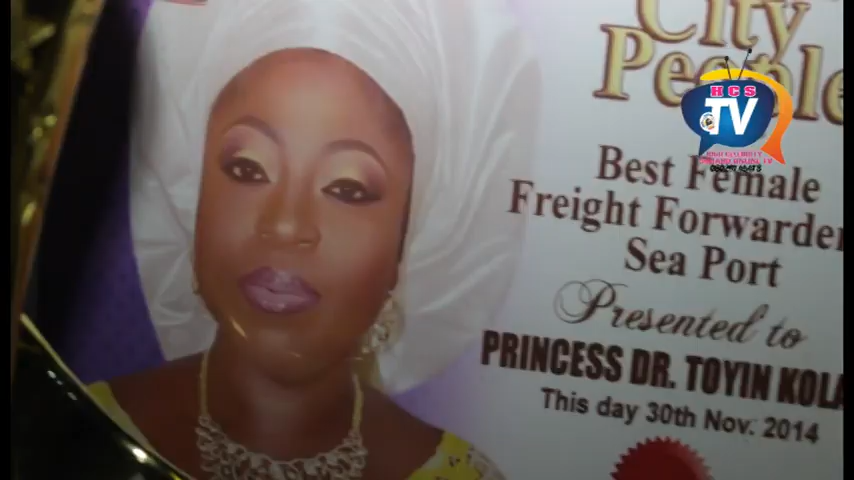 City
People
HCS
TV
Best Female
Freight Forwarder
Sea Port
Presented to
PRINCESS DR. TOYIN KOLA
This day 30th Nov. 2014